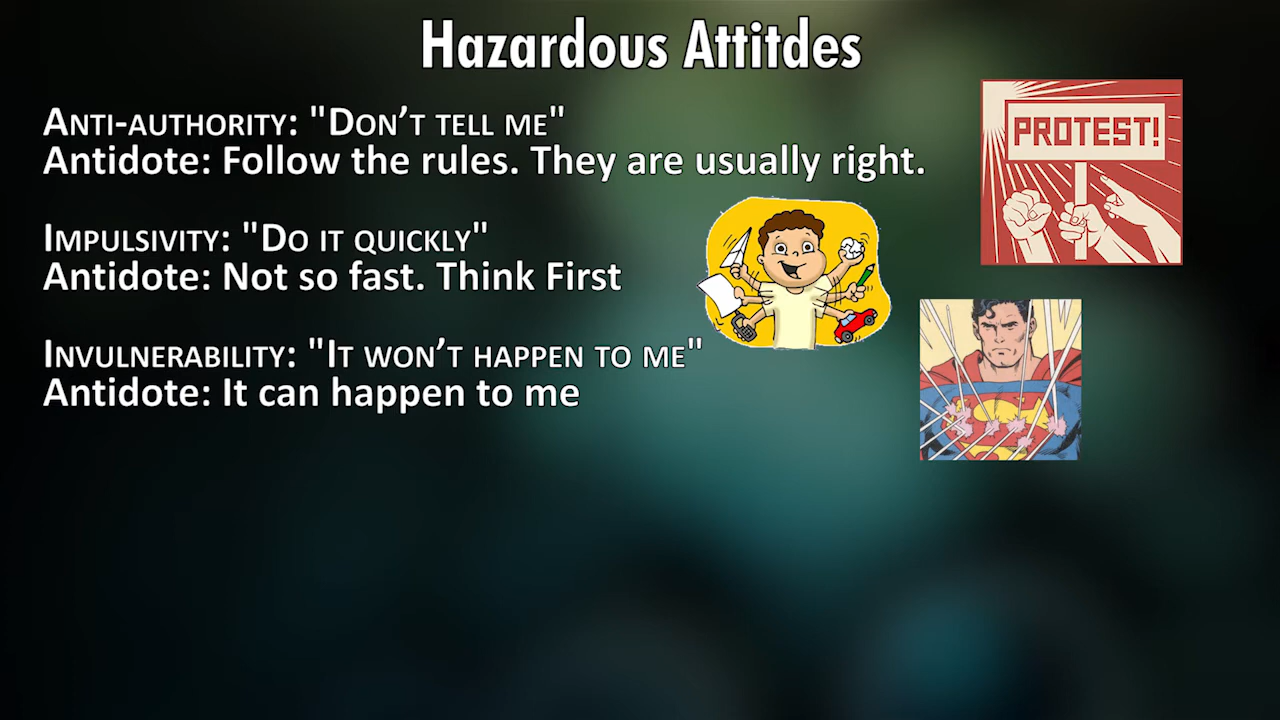 Hazardous Attitdes
ANTI-AUTHORITY: "DON’T TELL ME"
Antidote: Follow the rules. They are usually right.
PROTEST!
IMPULSIVITY: "DO IT QUICKLY"
Antidote: Not so fast. Think First
INVULNERABILITY: "IT WON’T HAPPEN TO ME"
Antidote: It can happen to me